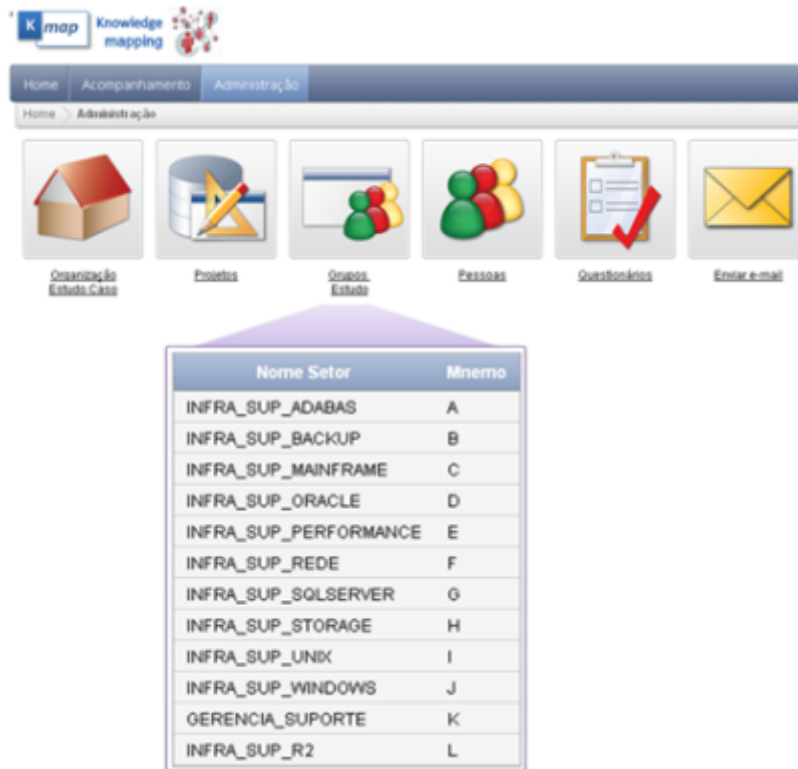 K map Knowledge
mapping
Home Acompanhamento Administração
Home Administração
Organização
Estudo Caso
Projetos
Grupos
Estudo
Pessoas
Questionários
Enviar e-mail
Nome Setor Mnemo
INFRA_SUP_ADABAS A
INFRA_SUP_BACKUP B
INFRA_SUP_MAINFRAME C
INFRA_SUP_ORACLE D
INFRA_SUP_PERFORMANCE E
INFRA_SUP_REDE F
INFRA_SUP_SQLSERVER G
INFRA_SUP_STORAGE H
INFRA_SUP_UNIX I
INFRA_SUP_WINDOWS J
GERENCIA_SUPORTE K
INFRA_SUP_R2 L